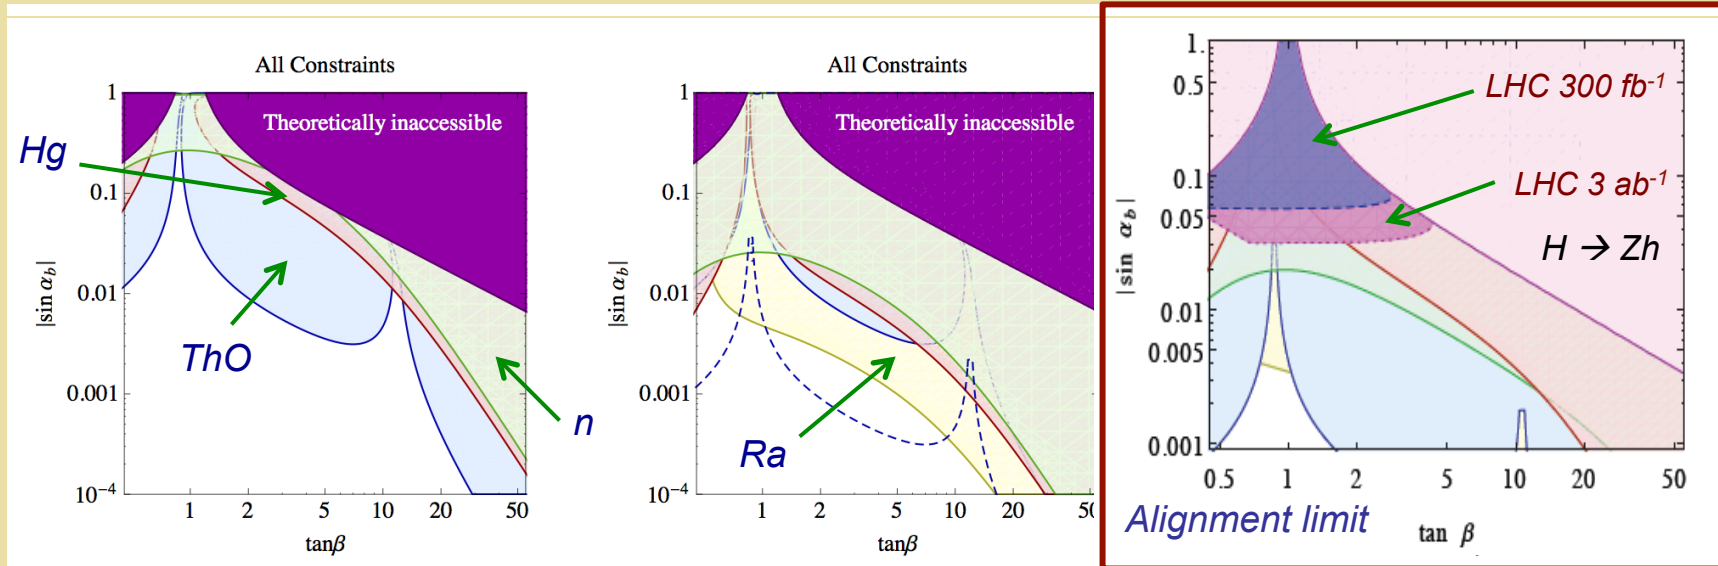 All Constraints
Theoretically inaccessible
Hg
ThO
n
|sin α_b|
1
0.1
0.01
0.001
10⁻⁴
1 2 5 10 20 50
tanβ
All Constraints
Theoretically inaccessible
Ra
|sin α_b|
1
0.1
0.01
0.001
10⁻⁴
1 2 5 10 20 50
tanβ
LHC 300 fb⁻¹
LHC 3 ab⁻¹
H → Zh
|sin α_b|
1.
0.5
0.1
0.05
0.01
0.005
0.001
0.5 1 2 5 10 20 50
Alignment limit
tan β